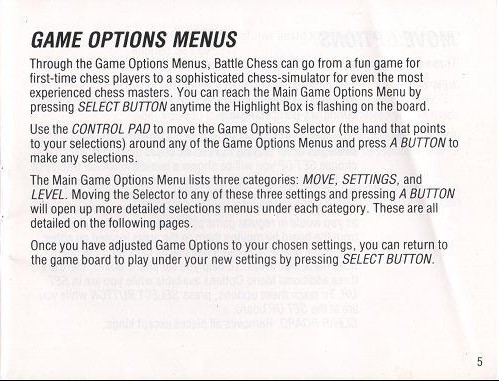 GAME OPTIONS MENUS
Through the Game Options Menus, Battle Chess can go from a fun game for
first-time chess players to a sophisticated chess-simulator for even the most
experienced chess masters. You can reach the Main Game Options Menu by
pressing SELECT BUTTON anytime the Highlight Box is flashing on the board.
Use the CONTROL PAD to move the Game Options Selector (the hand that points
to your selections) around any of the Game Options Menus and press A BUTTON to
make any selections.
The Main Game Options Menu lists three categories: MOVE, SETTINGS, and
LEVEL. Moving the Selector to any of these three settings and pressing A BUTTON
will open up more detailed selections menus under each category. These are all
detailed on the following pages.
Once you have adjusted Game Options to your chosen settings, you can return to
the game board to play under your new settings by pressing SELECT BUTTON.
5